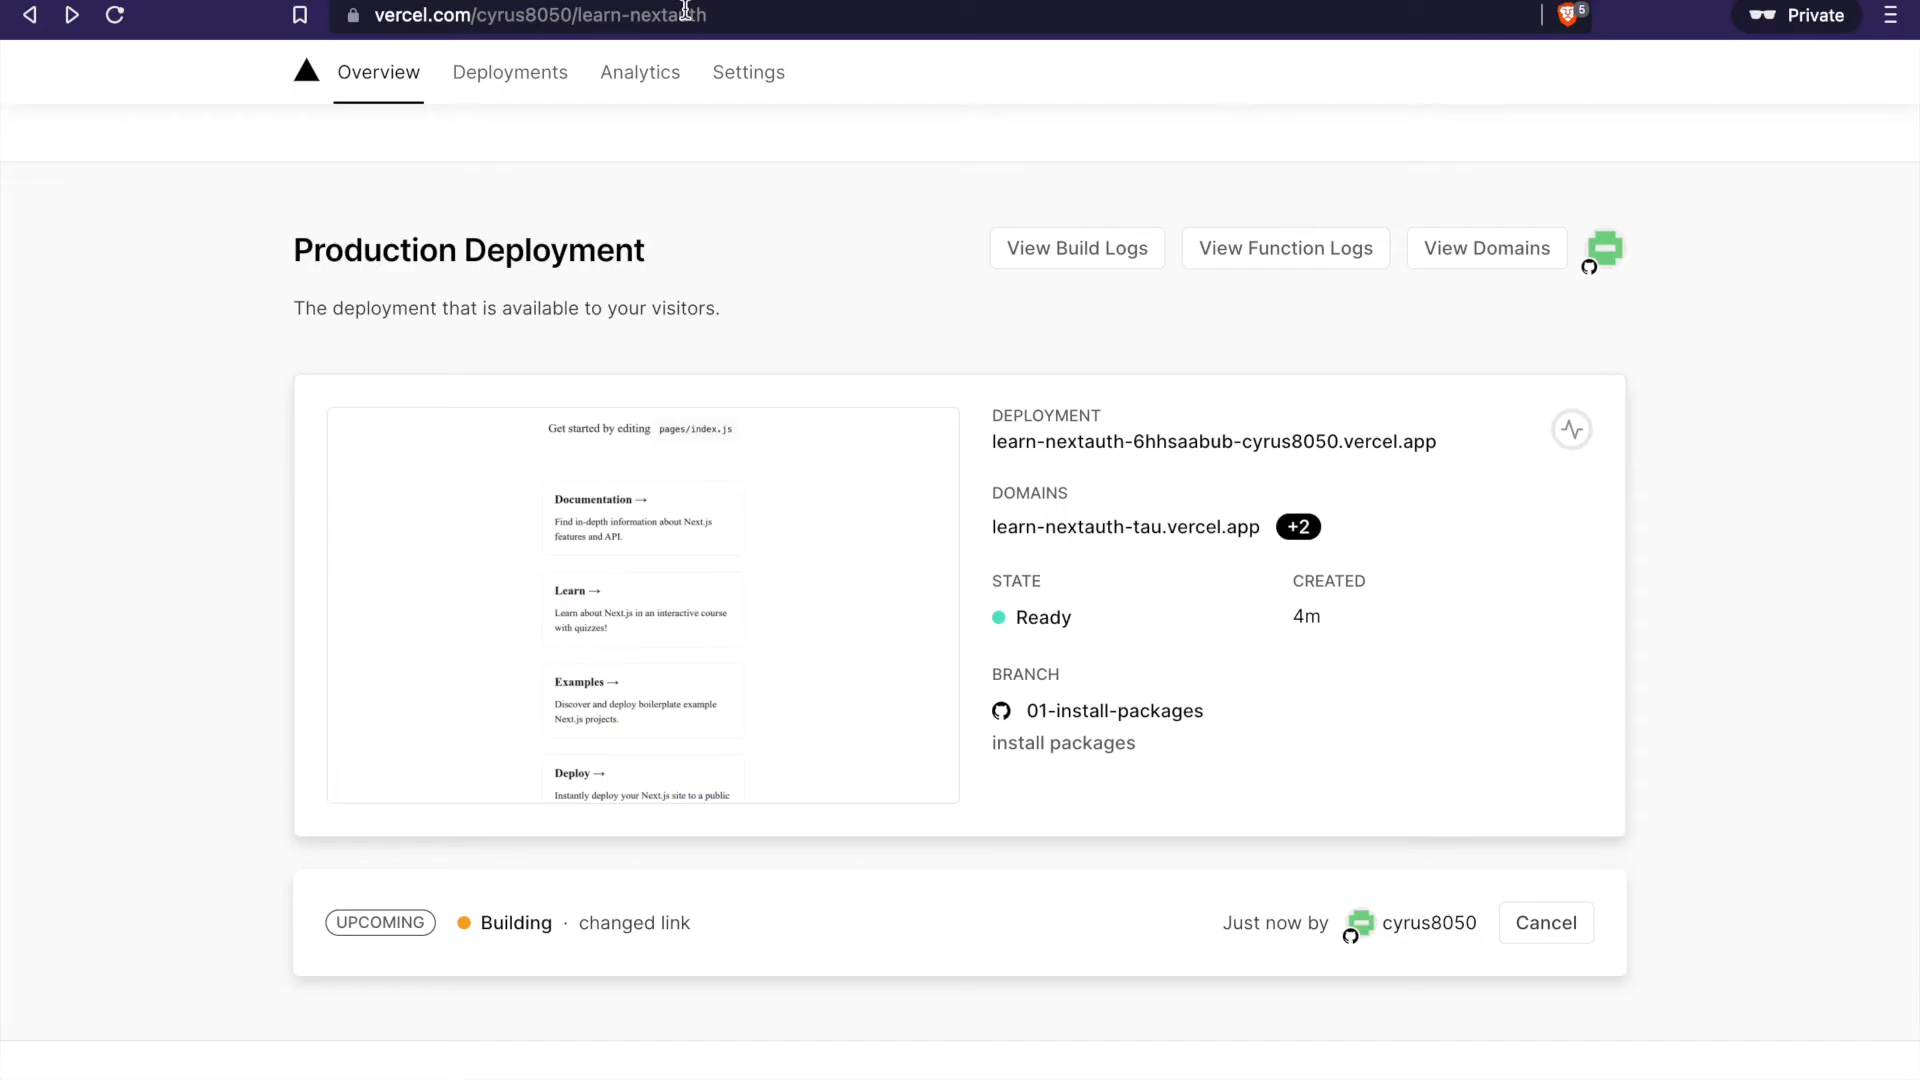 vercel.com/cyrus8050/learn-nextauth
5
Private
Overview
Deployments
Analytics
Settings
Production Deployment
View Build Logs
View Function Logs
View Domains
The deployment that is available to your visitors.
Get started by editing pages/index.js
Documentation →
Find in-depth information about Next.js
features and API.
Learn →
Learn about Next.js in an interactive course
with quizzes!
Examples →
Discover and deploy boilerplate example
Next.js projects.
Deploy →
Instantly deploy your Next.js site to a public
DEPLOYMENT
learn-nextauth-6hhsaabub-cyrus8050.vercel.app
DOMAINS
learn-nextauth-tau.vercel.app +2
STATE
Ready
CREATED
4m
BRANCH
01-install-packages
install packages
UPCOMING Building · changed link
Just now by cyrus8050
Cancel